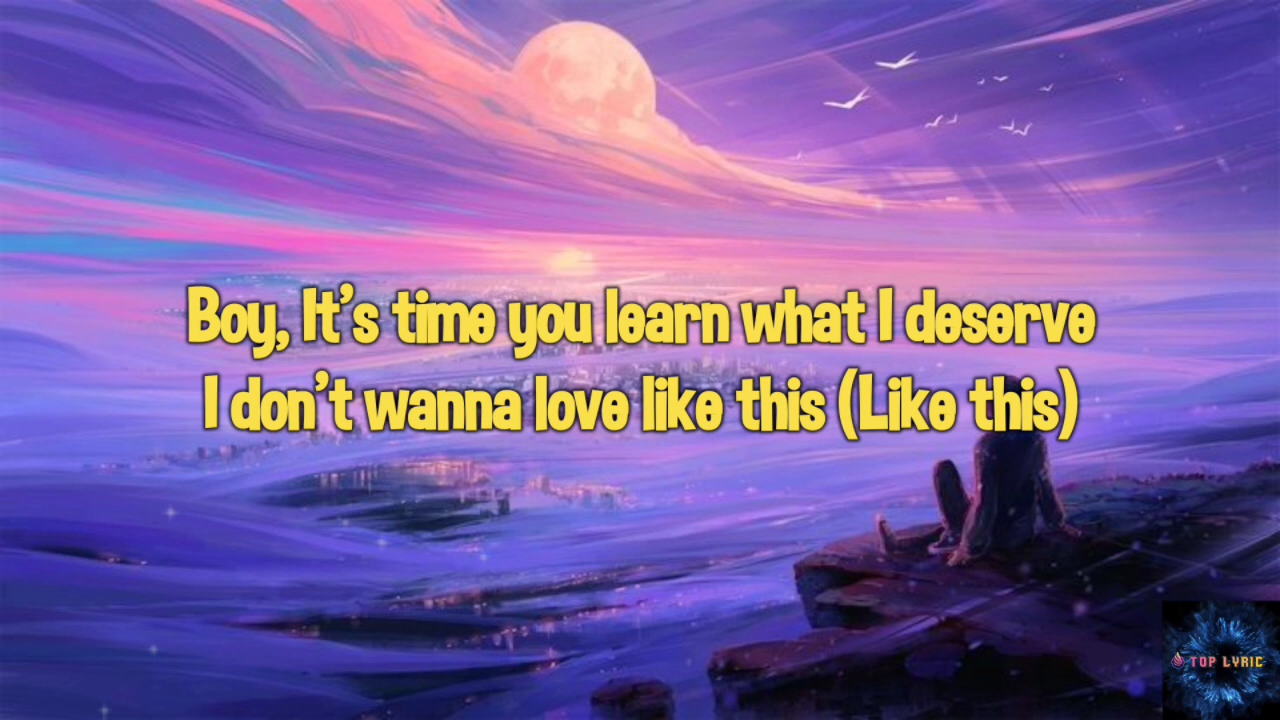 Boy, It's time you learn what I deserve
I don't wanna love like this (Like this)
TOP LYRIC